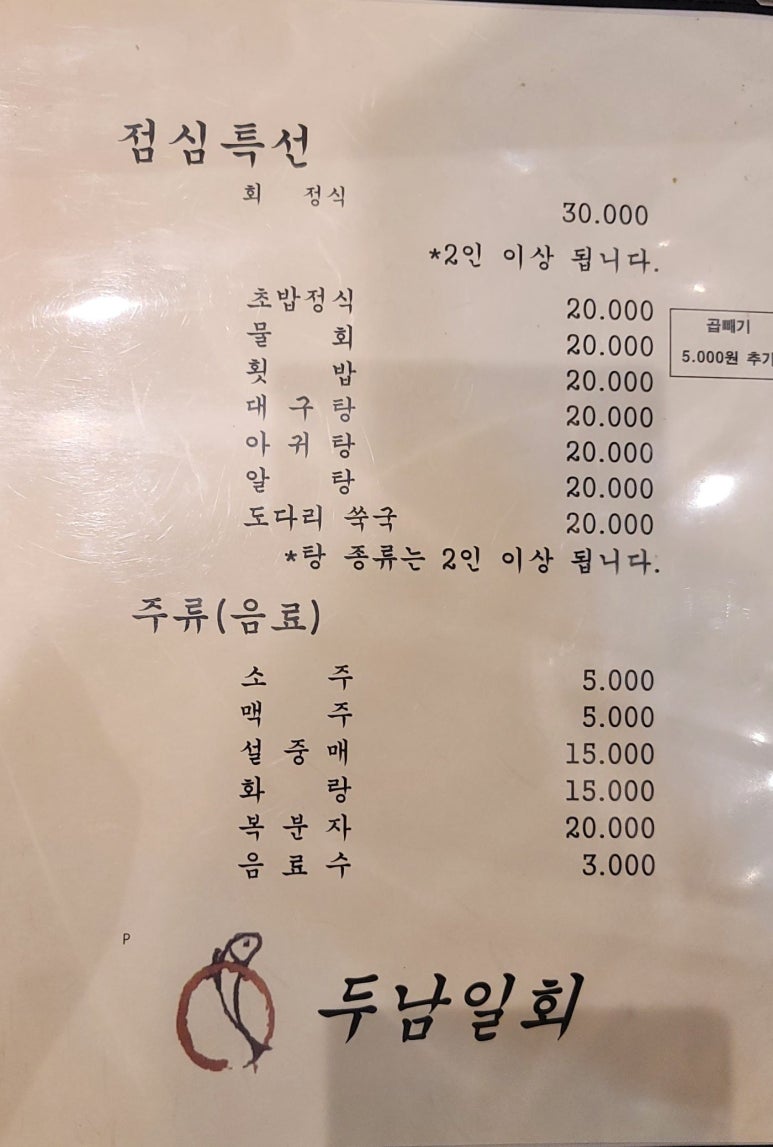 점심특선
회 정식 30.000
*2인 이상 됩니다.
초밥정식 20.000
물 회 20.000
횟 밥 20.000
대 구 탕 20.000
아 귀 탕 20.000
알 탕 20.000
도다리 쑥국 20.000
*탕 종류는 2인 이상 됩니다.
곱빼기
5.000원 추가
주류(음료)
소 주 5.000
맥 주 5.000
설 중 매 15.000
화 랑 15.000
복 분 자 20.000
음 료 수 3.000
P
두남일회